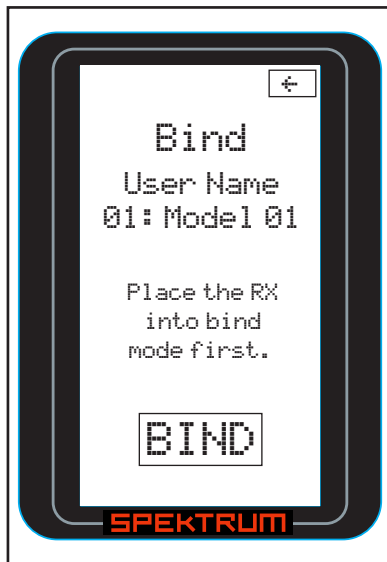 ←
Bind
User Name
01: Model 01
Place the RX
into bind
mode first.
BIND
SPEKTRUM